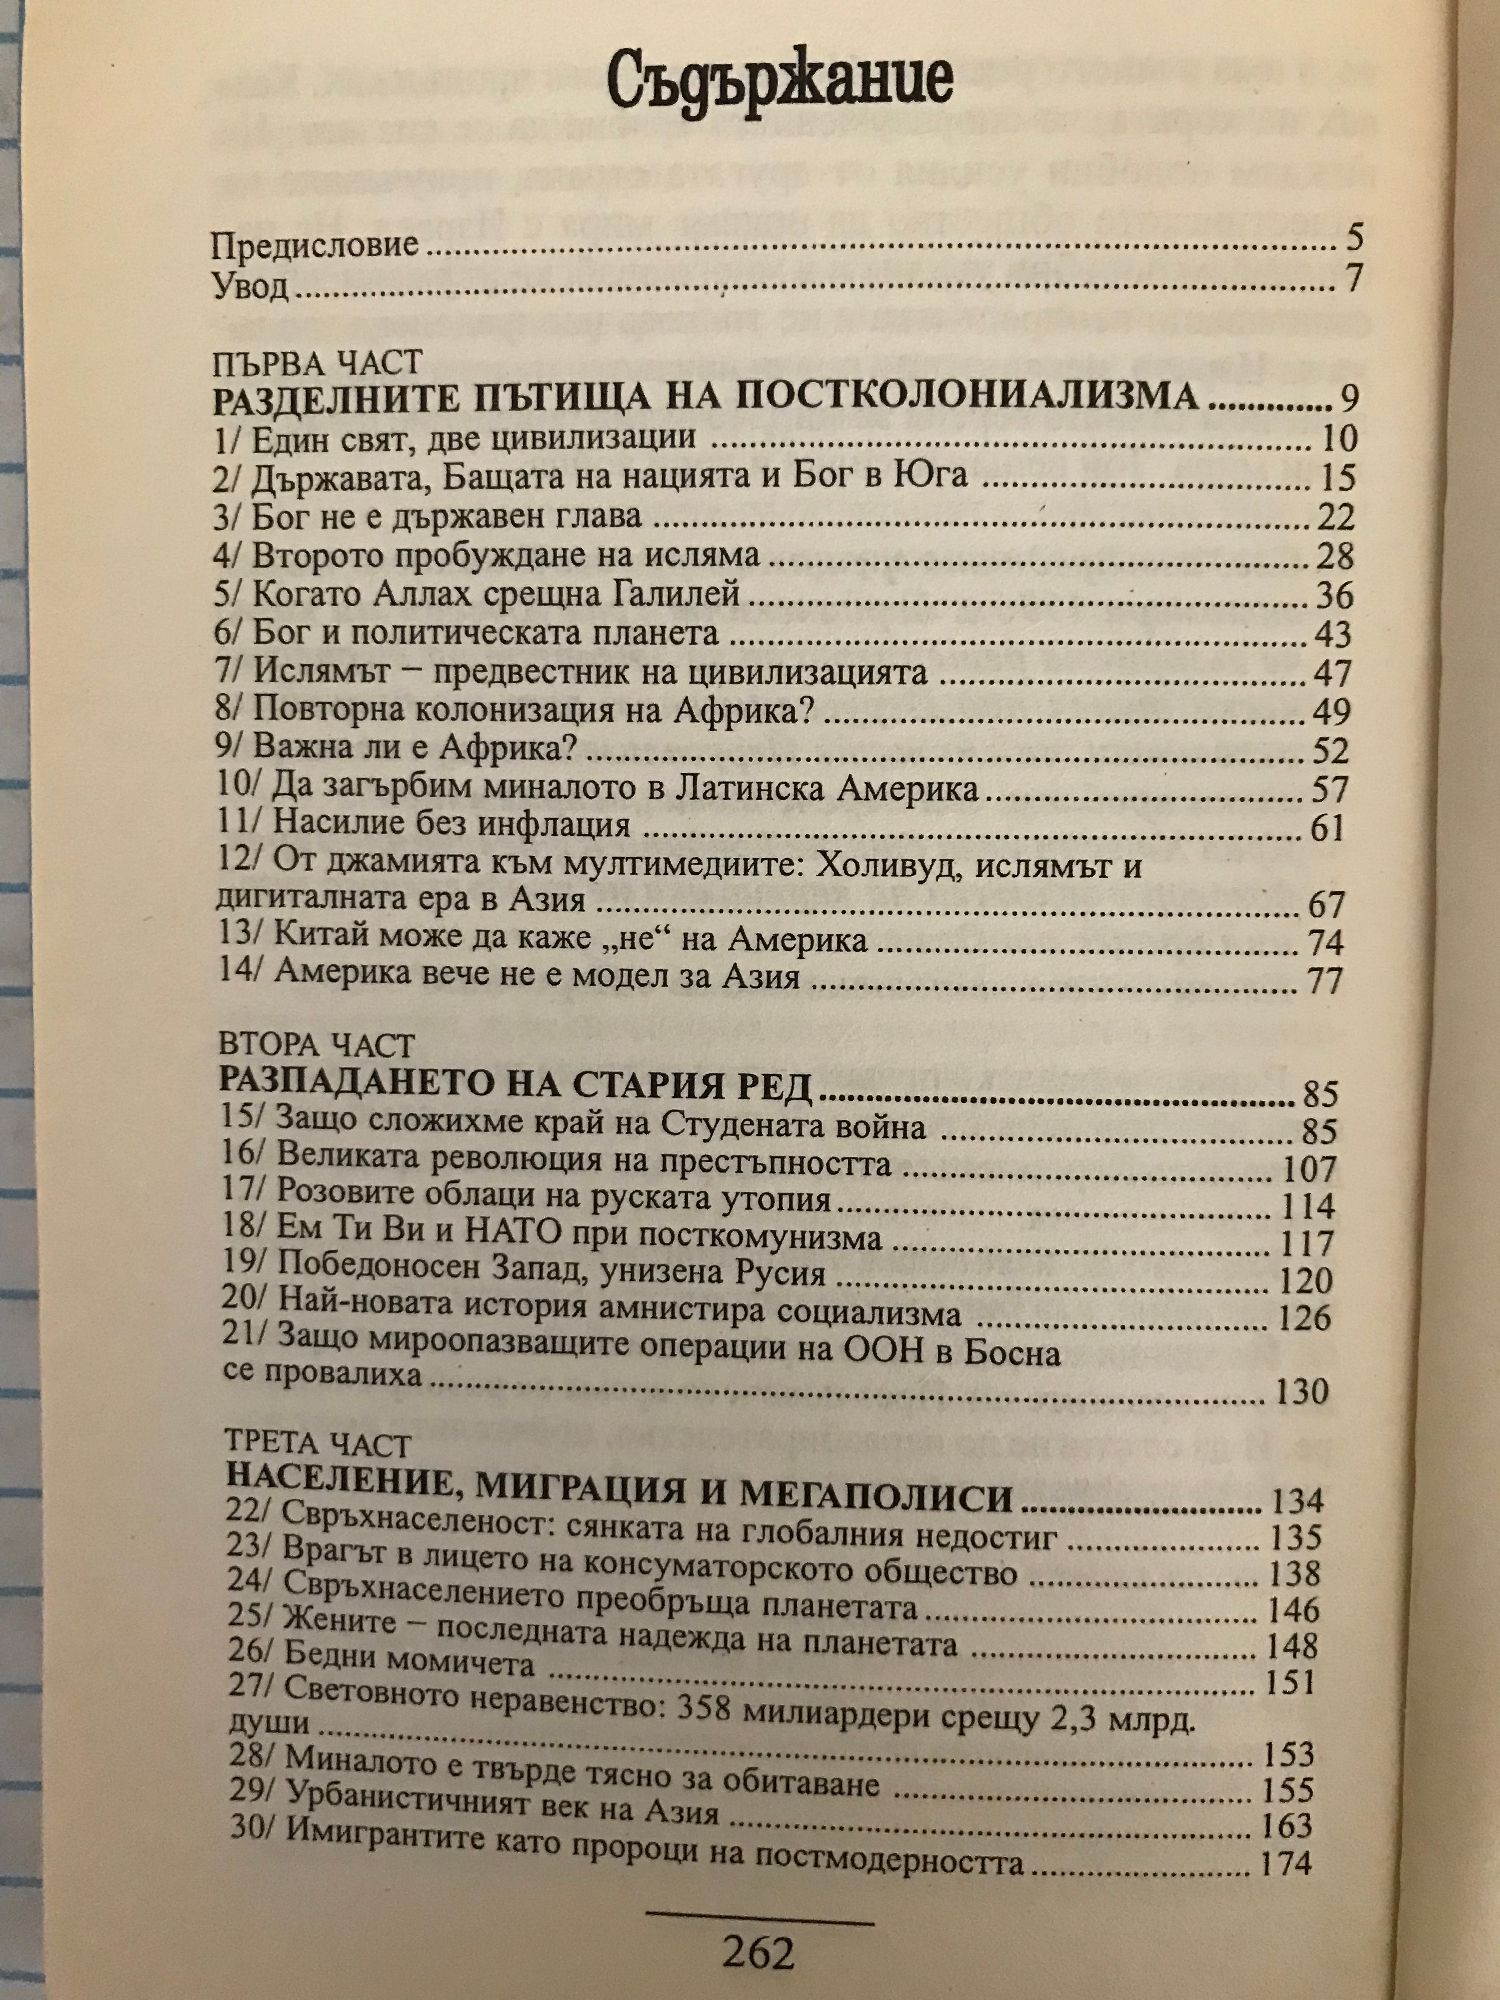 Съдържание
Предисловие ........ 5
Увод ........ 7
ПЪРВА ЧАСТ
РАЗДЕЛНИТЕ ПЪТИЩА НА ПОСТКОЛОНИАЛИЗМА ........ 9
1/ Един свят, две цивилизации ........ 10
2/ Държавата, Бащата на нацията и Бог в Юга ........ 15
3/ Бог не е държавен глава ........ 22
4/ Второто пробуждане на исляма ........ 28
5/ Когато Аллах срещна Галилей ........ 36
6/ Бог и политическата планета ........ 43
7/ Ислямът – предвестник на цивилизацията ........ 47
8/ Повторна колонизация на Африка? ........ 49
9/ Важна ли е Африка? ........ 52
10/ Да загърбим миналото в Латинска Америка ........ 57
11/ Насилие без инфлация ........ 61
12/ От джамията към мултимедиите: Холивуд, ислямът и
дигиталната ера в Азия ........ 67
13/ Китай може да каже „не“ на Америка ........ 74
14/ Америка вече не е модел за Азия ........ 77
ВТОРА ЧАСТ
РАЗПАДАНЕТО НА СТАРИЯ РЕД ........ 85
15/ Защо сложихме край на Студената война ........ 85
16/ Великата революция на престъпността ........ 107
17/ Розовите облаци на руската утопия ........ 114
18/ Ем Ти Ви и НАТО при посткомунизма ........ 117
19/ Победоносен Запад, унизена Русия ........ 120
20/ Най-новата история амнистира социализма ........ 126
21/ Защо мироопазващите операции на ООН в Босна
се провалиха ........ 130
ТРЕТА ЧАСТ
НАСЕЛЕНИЕ, МИГРАЦИЯ И МЕГАПОЛИСИ ........ 134
22/ Свръхнаселеност: сянката на глобалния недостиг ........ 135
23/ Врагът в лицето на консуматорското общество ........ 138
24/ Свръхнаселението преобръща планетата ........ 146
25/ Жените – последната надежда на планетата ........ 148
26/ Бедни момичета ........ 151
27/ Световното неравенство: 358 милиардери срещу 2,3 млрд.
души ........ 153
28/ Миналото е твърде тясно за обитаване ........ 155
29/ Урбанистичният век на Азия ........ 163
30/ Имигрантите като пророци на постмодерността ........ 174
262